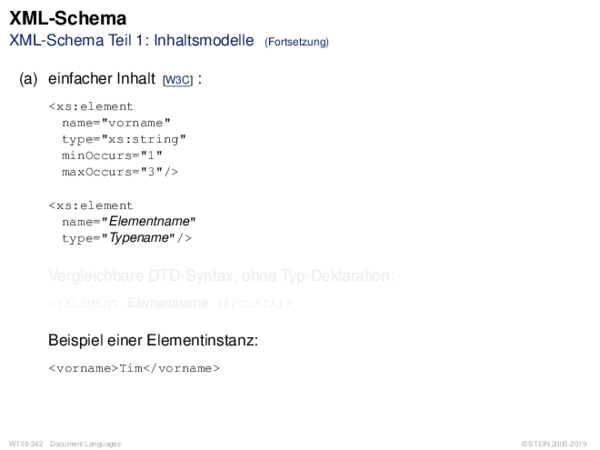 XML-Schema
XML-Schema Teil 1: Inhaltsmodelle (Fortsetzung)
(a) einfacher Inhalt [W3C] :
<xs:element
name="vorname"
type="xs:string"
minOccurs="1"
maxOccurs="3"/>
<xs:element
name="Elementname"
type="Typename"/>
Vergleichbare DTD-Syntax, ohne Typ-Deklaration:
<!ELEMENT Elementname (#PCDATA)>
Beispiel einer Elementinstanz:
<vorname>Tim</vorname>
WT:III-242 Document Languages
© STEIN 2005-2019